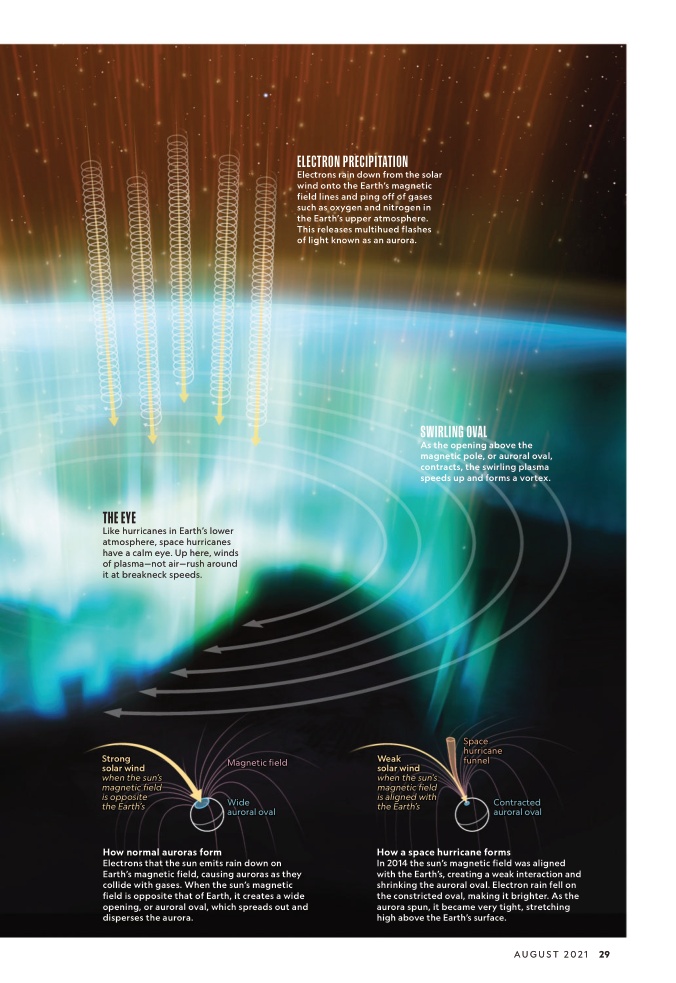 ELECTRON PRECIPITATION
Electrons rain down from the solar
wind onto the Earth's magnetic
field lines and ping off of gases
such as oxygen and nitrogen in
the Earth's upper atmosphere.
This releases multihued flashes
of light known as an aurora.
SWIRLING OVAL
As the opening above the
magnetic pole, or auroral oval,
contracts, the swirling plasma
speeds up and forms a vortex.
THE EYE
Like hurricanes in Earth's lower
atmosphere, space hurricanes
have a calm eye. Up here, winds
of plasma—not air—rush around
it at breakneck speeds.
Strong
solar wind
when the sun's
magnetic field
is opposite
the Earth's
Magnetic field
Wide
auroral oval
How normal auroras form
Electrons that the sun emits rain down on
Earth's magnetic field, causing auroras as they
collide with gases. When the sun's magnetic
field is opposite that of Earth, it creates a wide
opening, or auroral oval, which spreads out and
disperses the aurora.
Weak
solar wind
when the sun's
magnetic field
is aligned with
the Earth's
Space
hurricane
funnel
Contracted
auroral oval
How a space hurricane forms
In 2014 the sun's magnetic field was aligned
with the Earth's, creating a weak interaction and
shrinking the auroral oval. Electron rain fell on
the constricted oval, making it brighter. As the
aurora spun, it became very tight, stretching
high above the Earth's surface.
AUGUST 2021 29